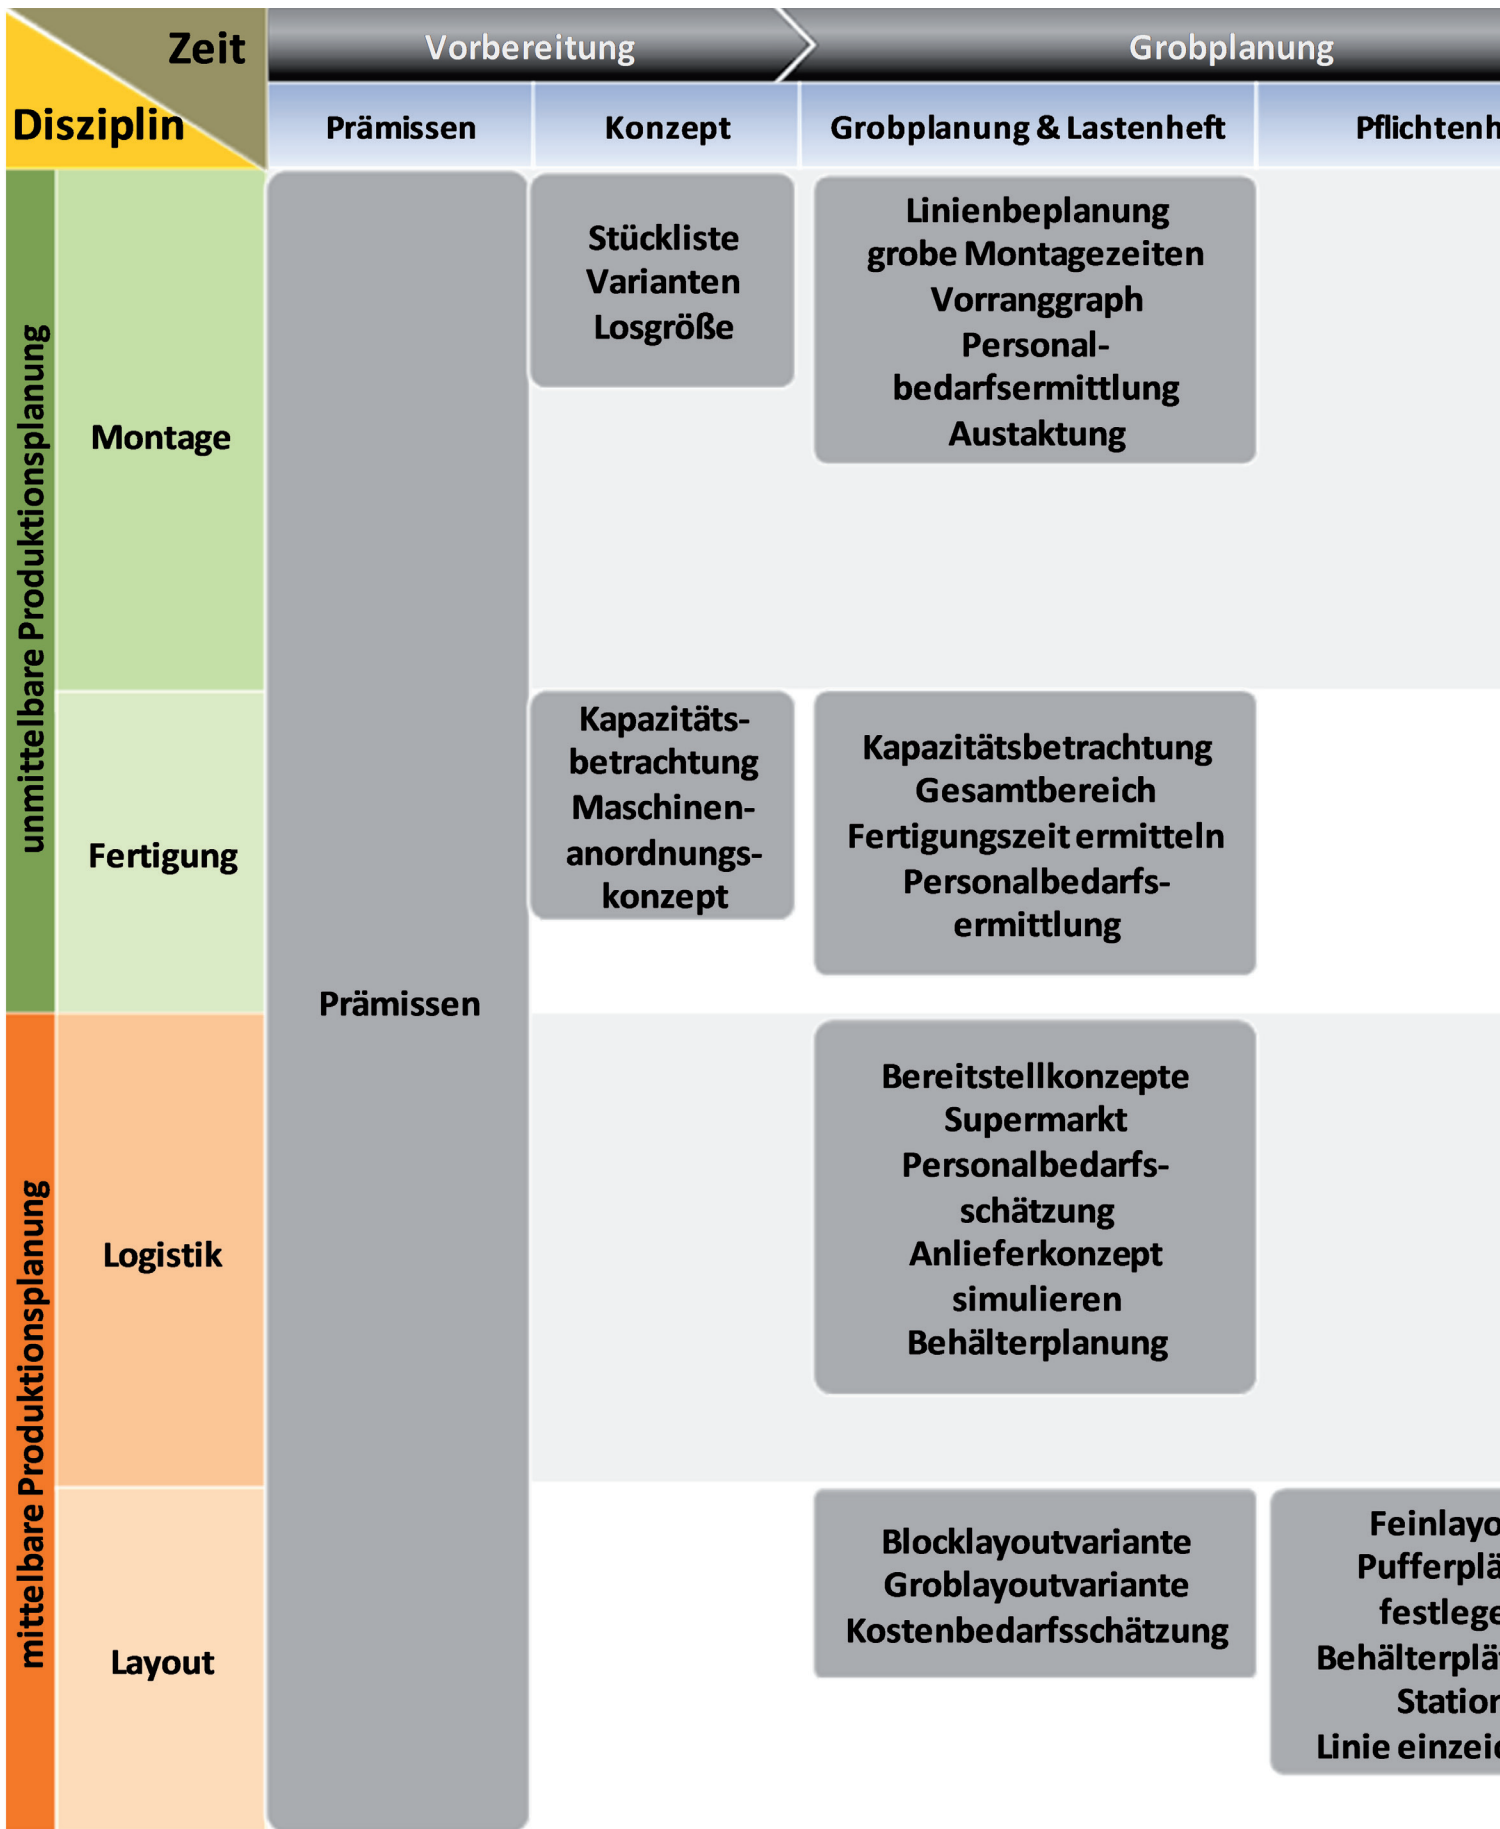 Zeit
Disziplin
Vorbereitung
Grobplanung
Prämissen
Konzept
Grobplanung & Lastenheft
unmittelbare Produktionsplanung
Montage
Stückliste
Varianten
Losgröße
Linienbeplanung
grobe Montagezeiten
Vorranggraph
Personal-
bedarfsermittlung
Austaktung
Fertigung
Kapazitäts-
betrachtung
Maschinen-
anordnungs-
konzept
Kapazitätsbetrachtung
Gesamtbereich
Fertigungszeit ermitteln
Personalbedarfs-
ermittlung
Prämissen
mittelbare Produktionsplanung
Logistik
Bereitstellkonzepte
Supermarkt
Personalbedarfs-
schätzung
Anlieferkonzept
simulieren
Behälterplanung
Layout
Blocklayoutvariante
Groblayoutvariante
Kostenbedarfsschätzung
Linie